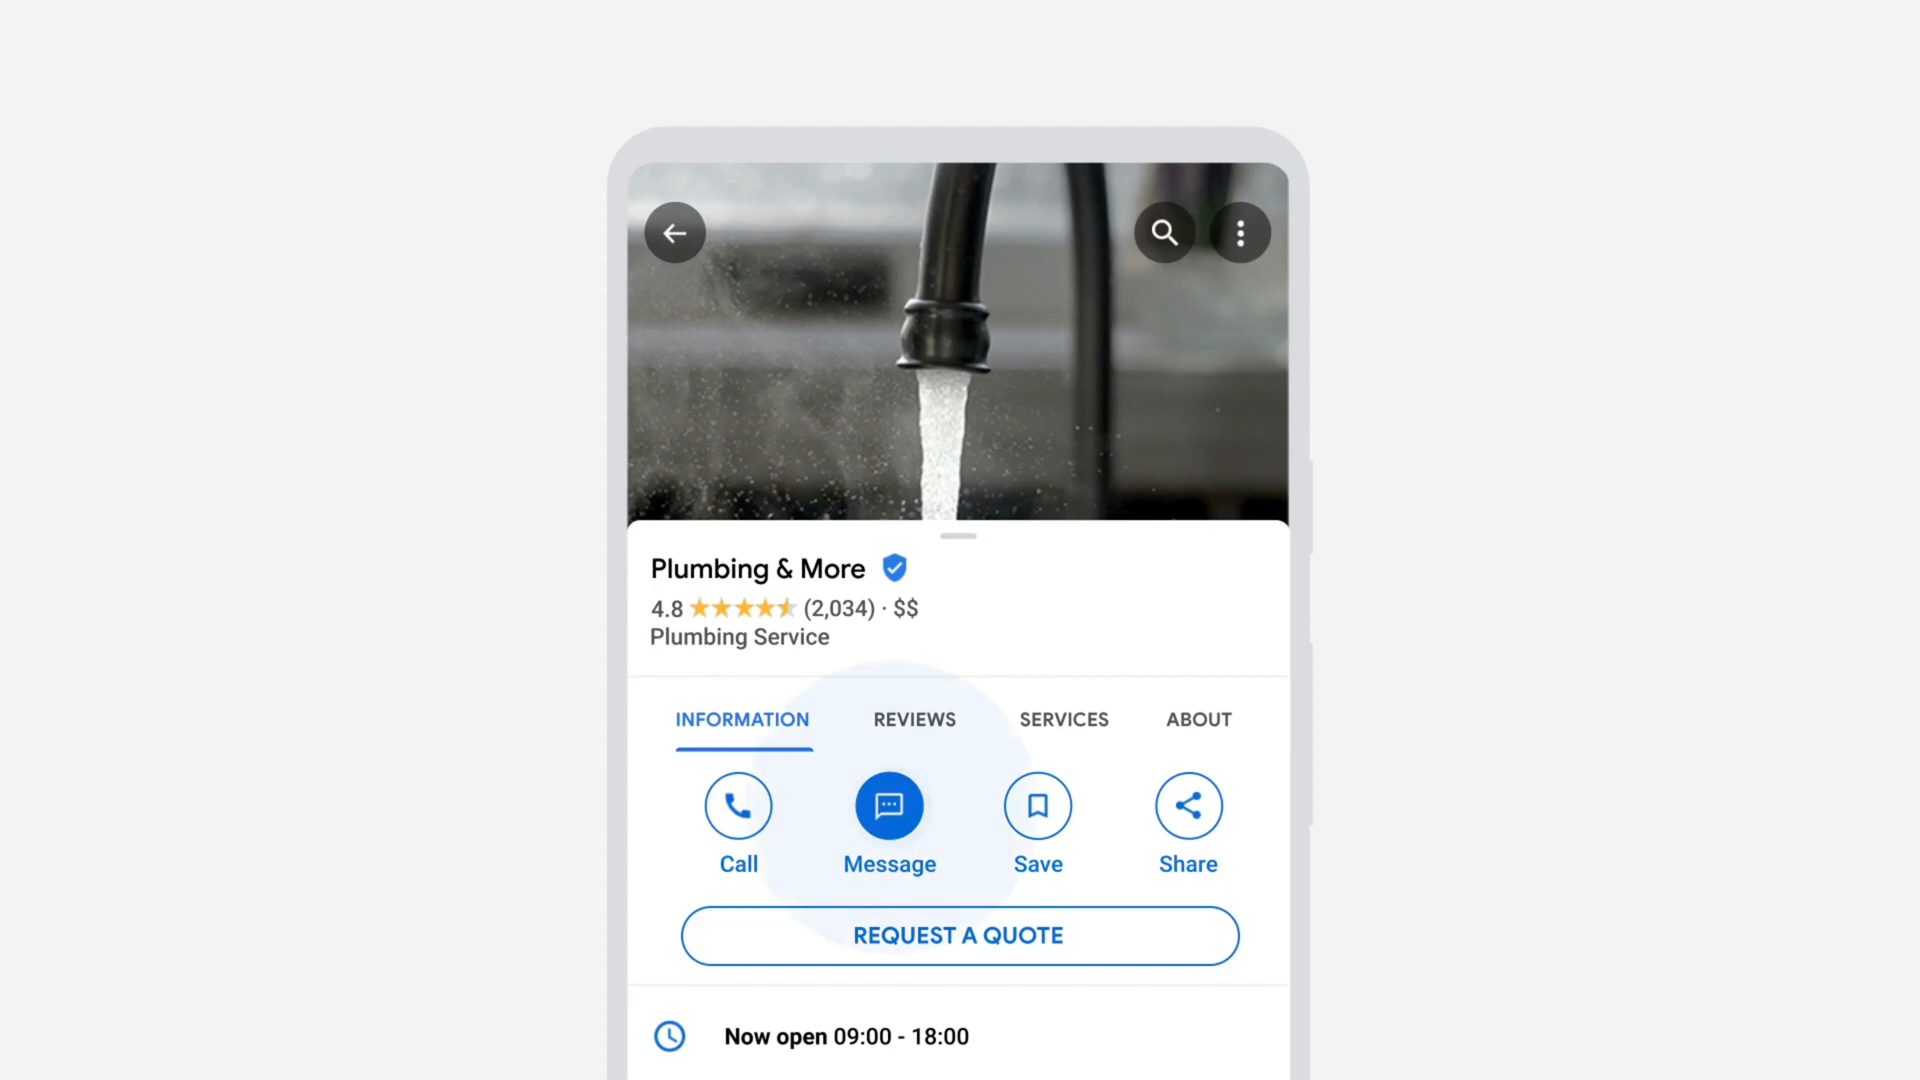 Plumbing & More
4.8 (2,034) · $$
Plumbing Service
INFORMATION REVIEWS SERVICES ABOUT
Call Message Save Share
REQUEST A QUOTE
Now open 09:00 - 18:00